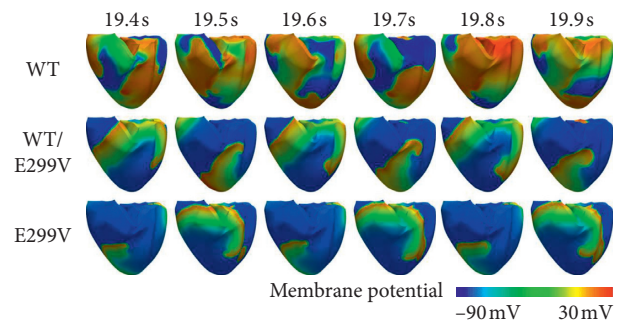 19.4 s 19.5 s 19.6 s 19.7 s 19.8 s 19.9 s
WT
WT/
E299V
E299V
Membrane potential
–90 mV 30 mV